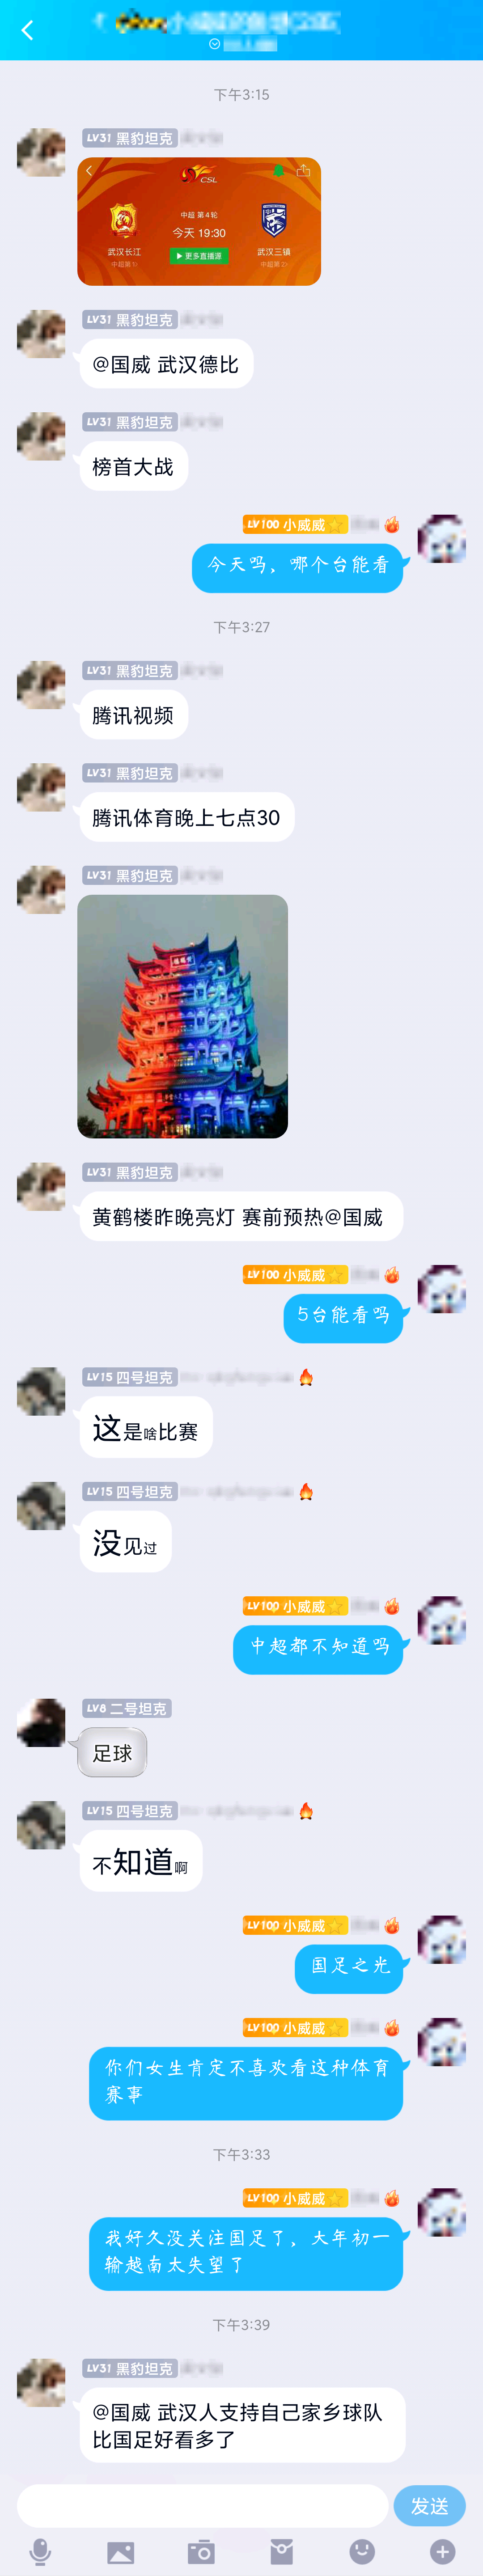 下午3:15
LV31 黑豹坦克
CSL
中超 第4轮
今天 19:30
武汉长江
武汉三镇
▶ 更多直播源
LV31 黑豹坦克
@国威 武汉德比
LV31 黑豹坦克
榜首大战
LV100 小威威
今天吗，哪个台能看
下午3:27
LV31 黑豹坦克
腾讯视频
LV31 黑豹坦克
腾讯体育晚上七点30
LV31 黑豹坦克
LV31 黑豹坦克
黄鹤楼昨晚亮灯 赛前预热@国威
LV100 小威威
5台能看吗
LV15 四号坦克
这是啥比赛
LV15 四号坦克
没见过
LV100 小威威
中超都不知道吗
LV8 二号坦克
足球
LV15 四号坦克
不知道啊
LV100 小威威
国足之光
LV100 小威威
你们女生肯定不喜欢看这种体育
赛事
下午3:33
LV100 小威威
我好久没关注国足了，大年初一
输越南太失望了
下午3:39
LV31 黑豹坦克
@国威 武汉人支持自己家乡球队
比国足好看多了
发送